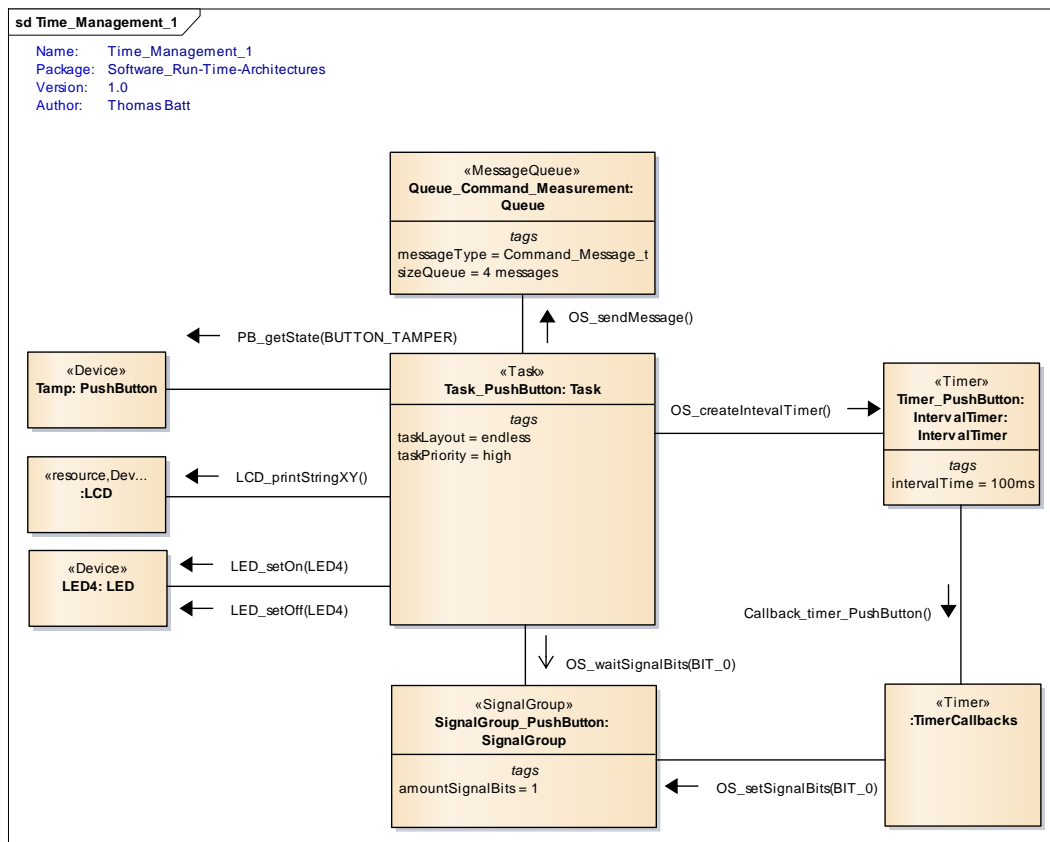 sd Time_Management_1
Name: Time_Management_1
Package: Software_Run-Time-Architectures
Version: 1.0
Author: Thomas Batt
«MessageQueue»
Queue_Command_Measurement:
Queue
tags
messageType = Command_Message_t
sizeQueue = 4 messages
OS_sendMessage()
PB_getState(BUTTON_TAMPER)
«Device»
Tamp: PushButton
«Task»
Task_PushButton: Task
tags
taskLayout = endless
taskPriority = high
OS_createIntevalTimer()
«Timer»
Timer_PushButton:
IntervalTimer:
IntervalTimer
tags
intervalTime = 100ms
«resource,Dev...
:LCD
LCD_printStringXY()
«Device»
LED4: LED
LED_setOn(LED4)
LED_setOff(LED4)
Callback_timer_PushButton()
OS_waitSignalBits(BIT_0)
«SignalGroup»
SignalGroup_PushButton:
SignalGroup
tags
amountSignalBits = 1
«Timer»
:TimerCallbacks
OS_setSignalBits(BIT_0)